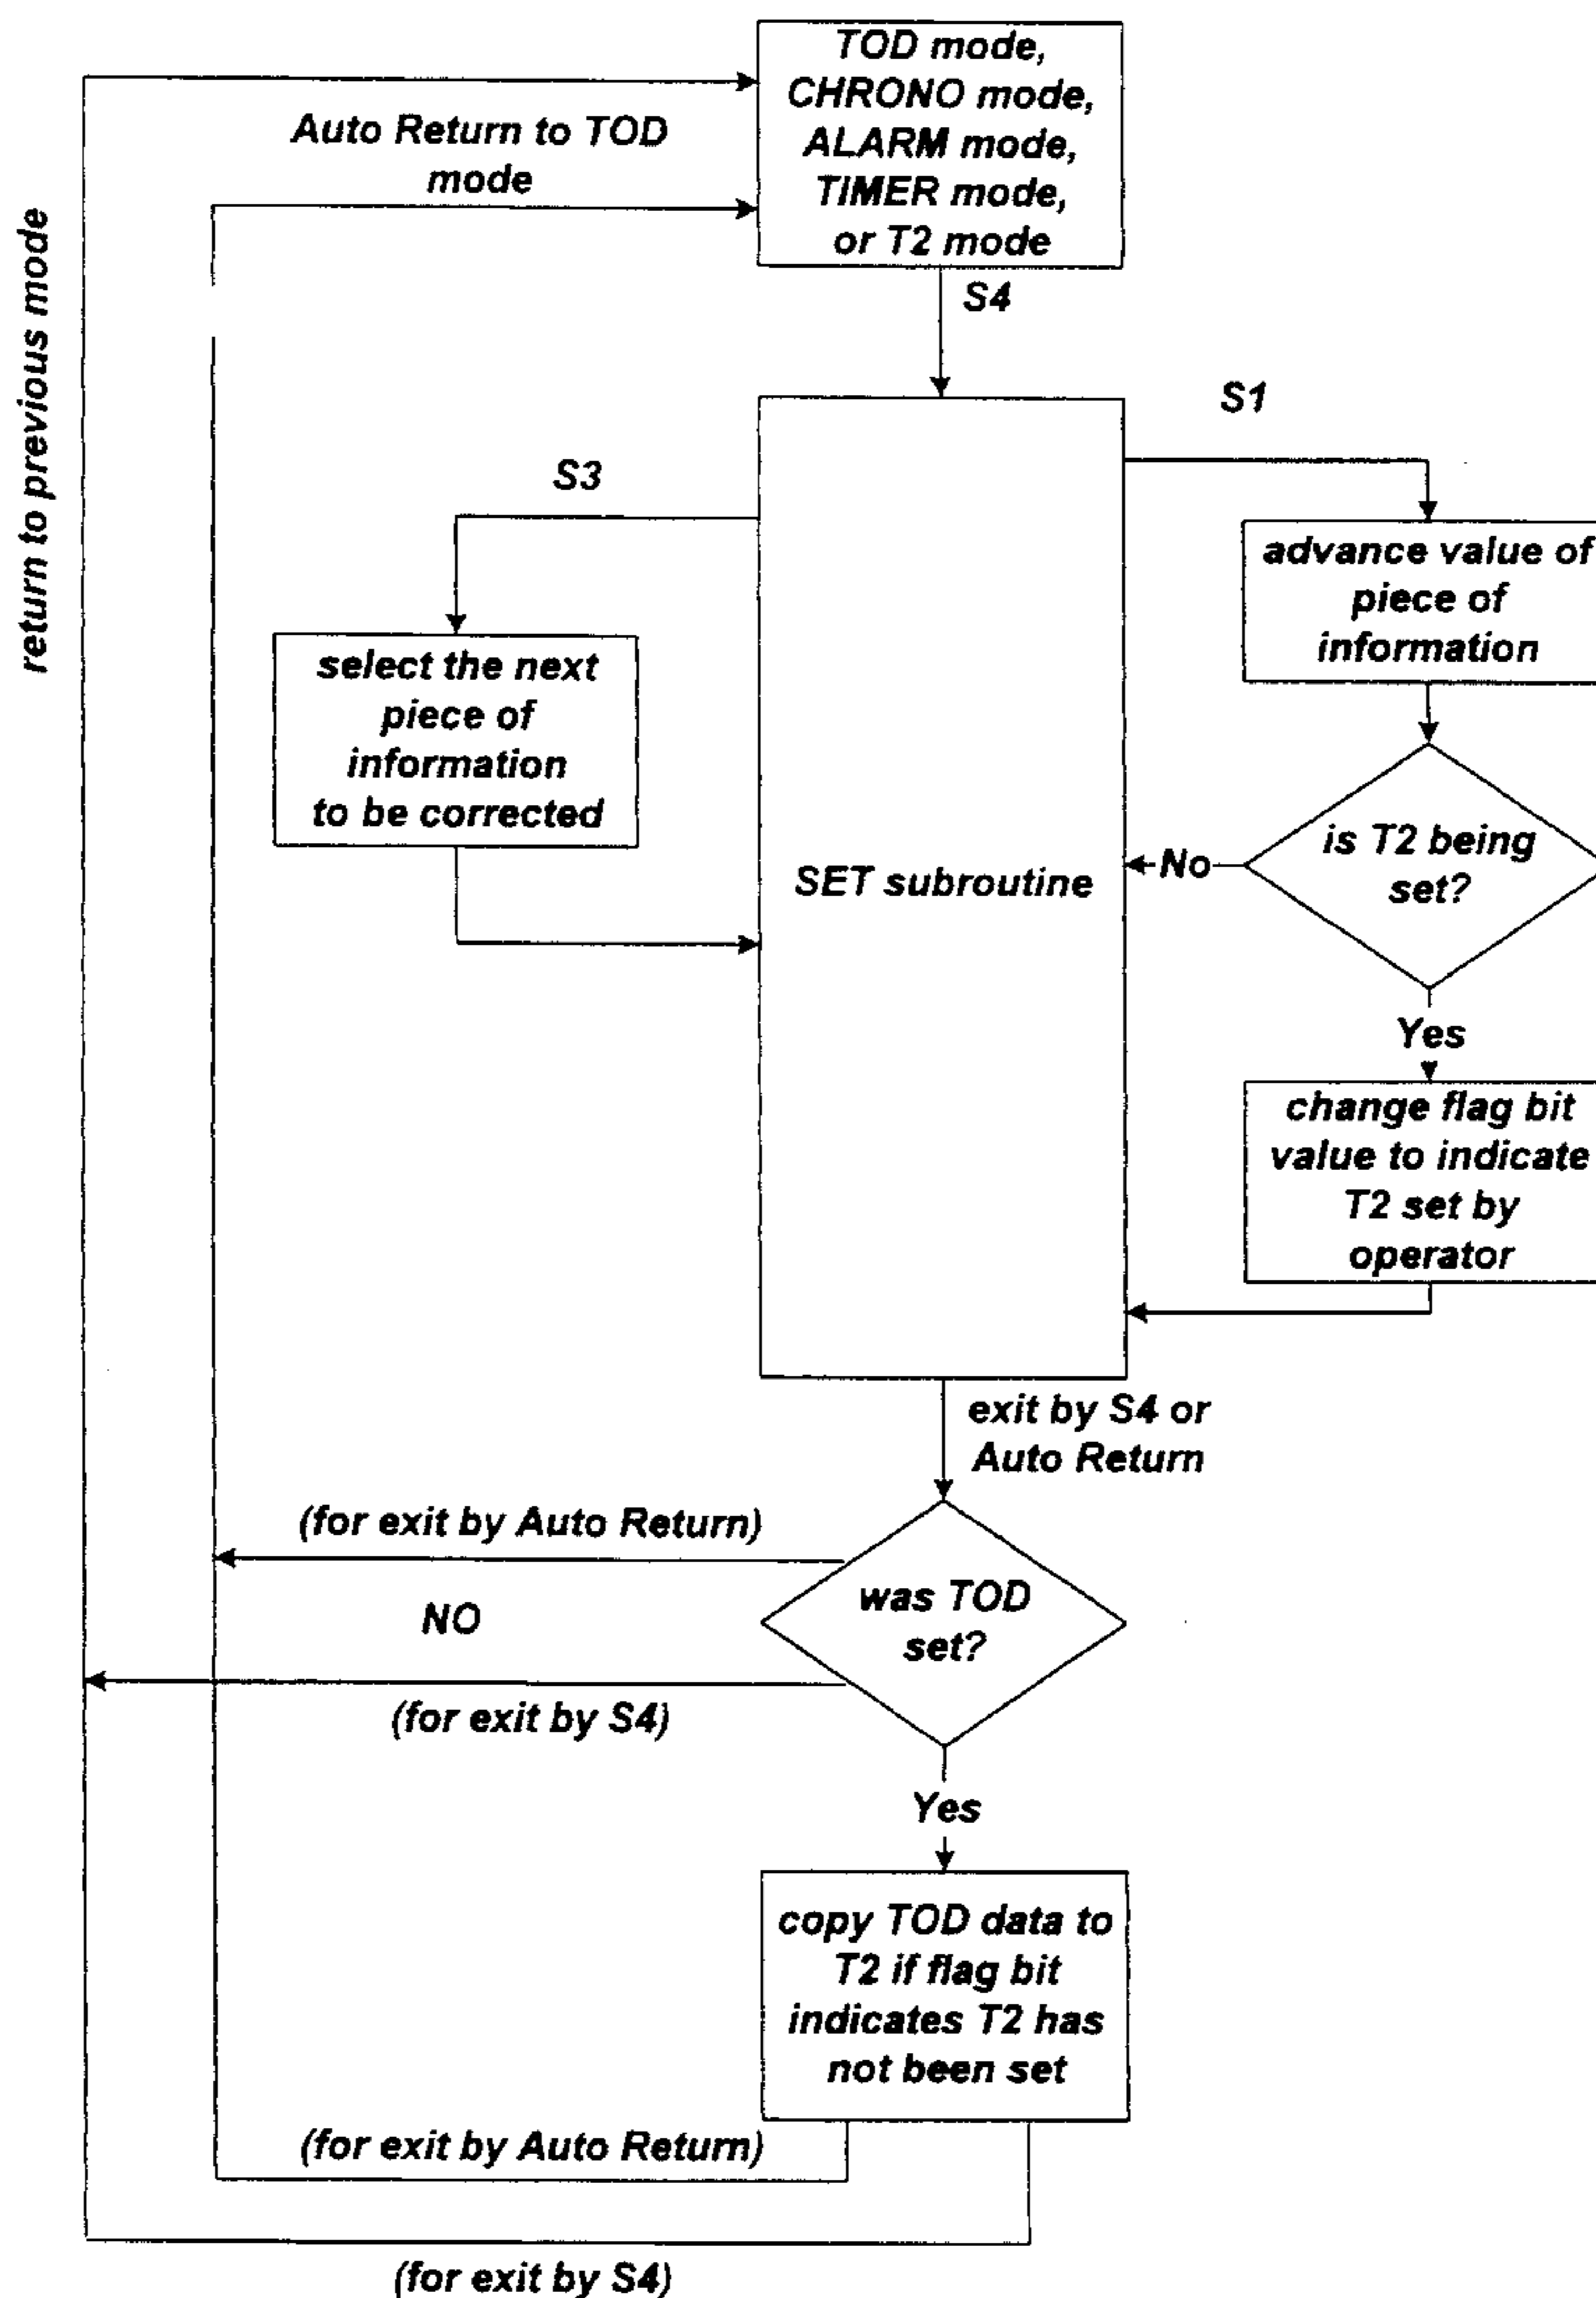 TOD mode,
CHRONO mode,
ALARM mode,
TIMER mode,
or T2 mode
Auto Return to TOD
mode
return to previous mode
S4
S1
S3
advance value of
piece of
information
select the next
piece of
information
to be corrected
is T2 being
set?
No
SET subroutine
Yes
change flag bit
value to indicate
T2 set by
operator
exit by S4 or
Auto Return
(for exit by Auto Return)
was TOD
set?
NO
(for exit by S4)
Yes
copy TOD data to
T2 if flag bit
indicates T2 has
not been set
(for exit by Auto Return)
(for exit by S4)